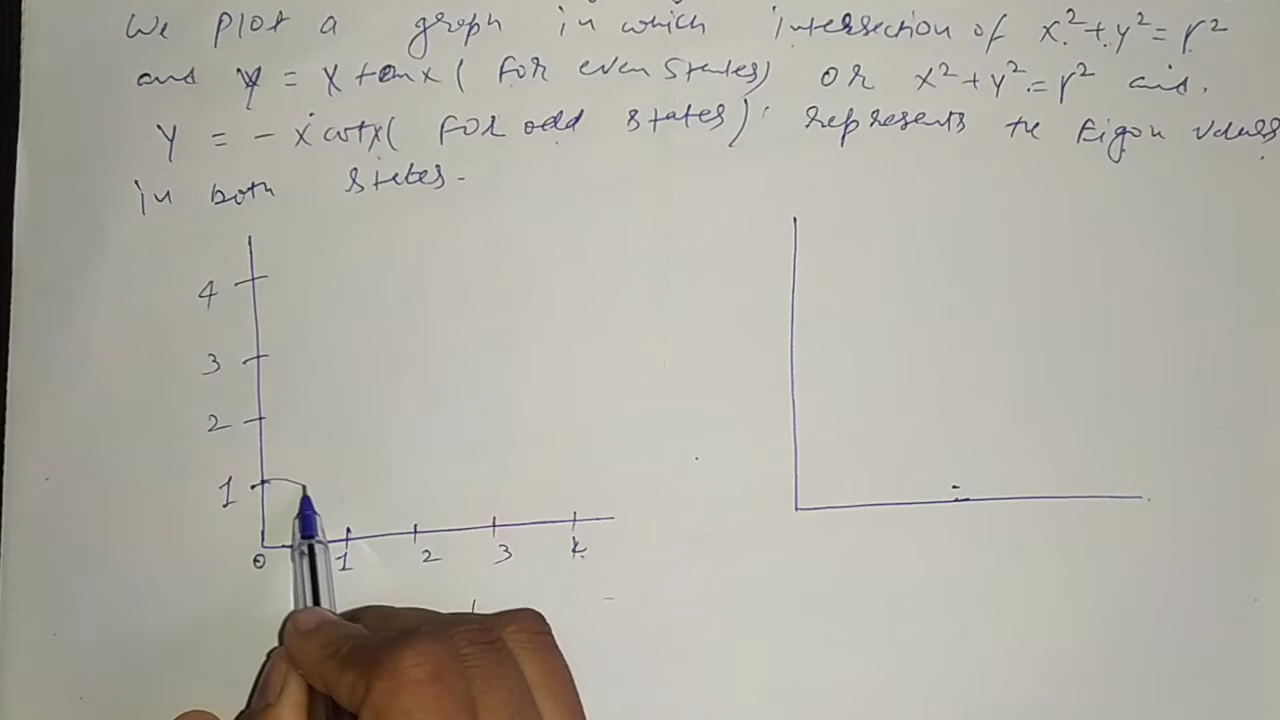 We plot a graph in which intersection of x² + y² = r²
and y = x tan x ( for even states) or x² + y² = r² and
y = - x cot x ( for odd states) represents the Eigen values
in both states.
4
3
2
1
0 1 2 3 4